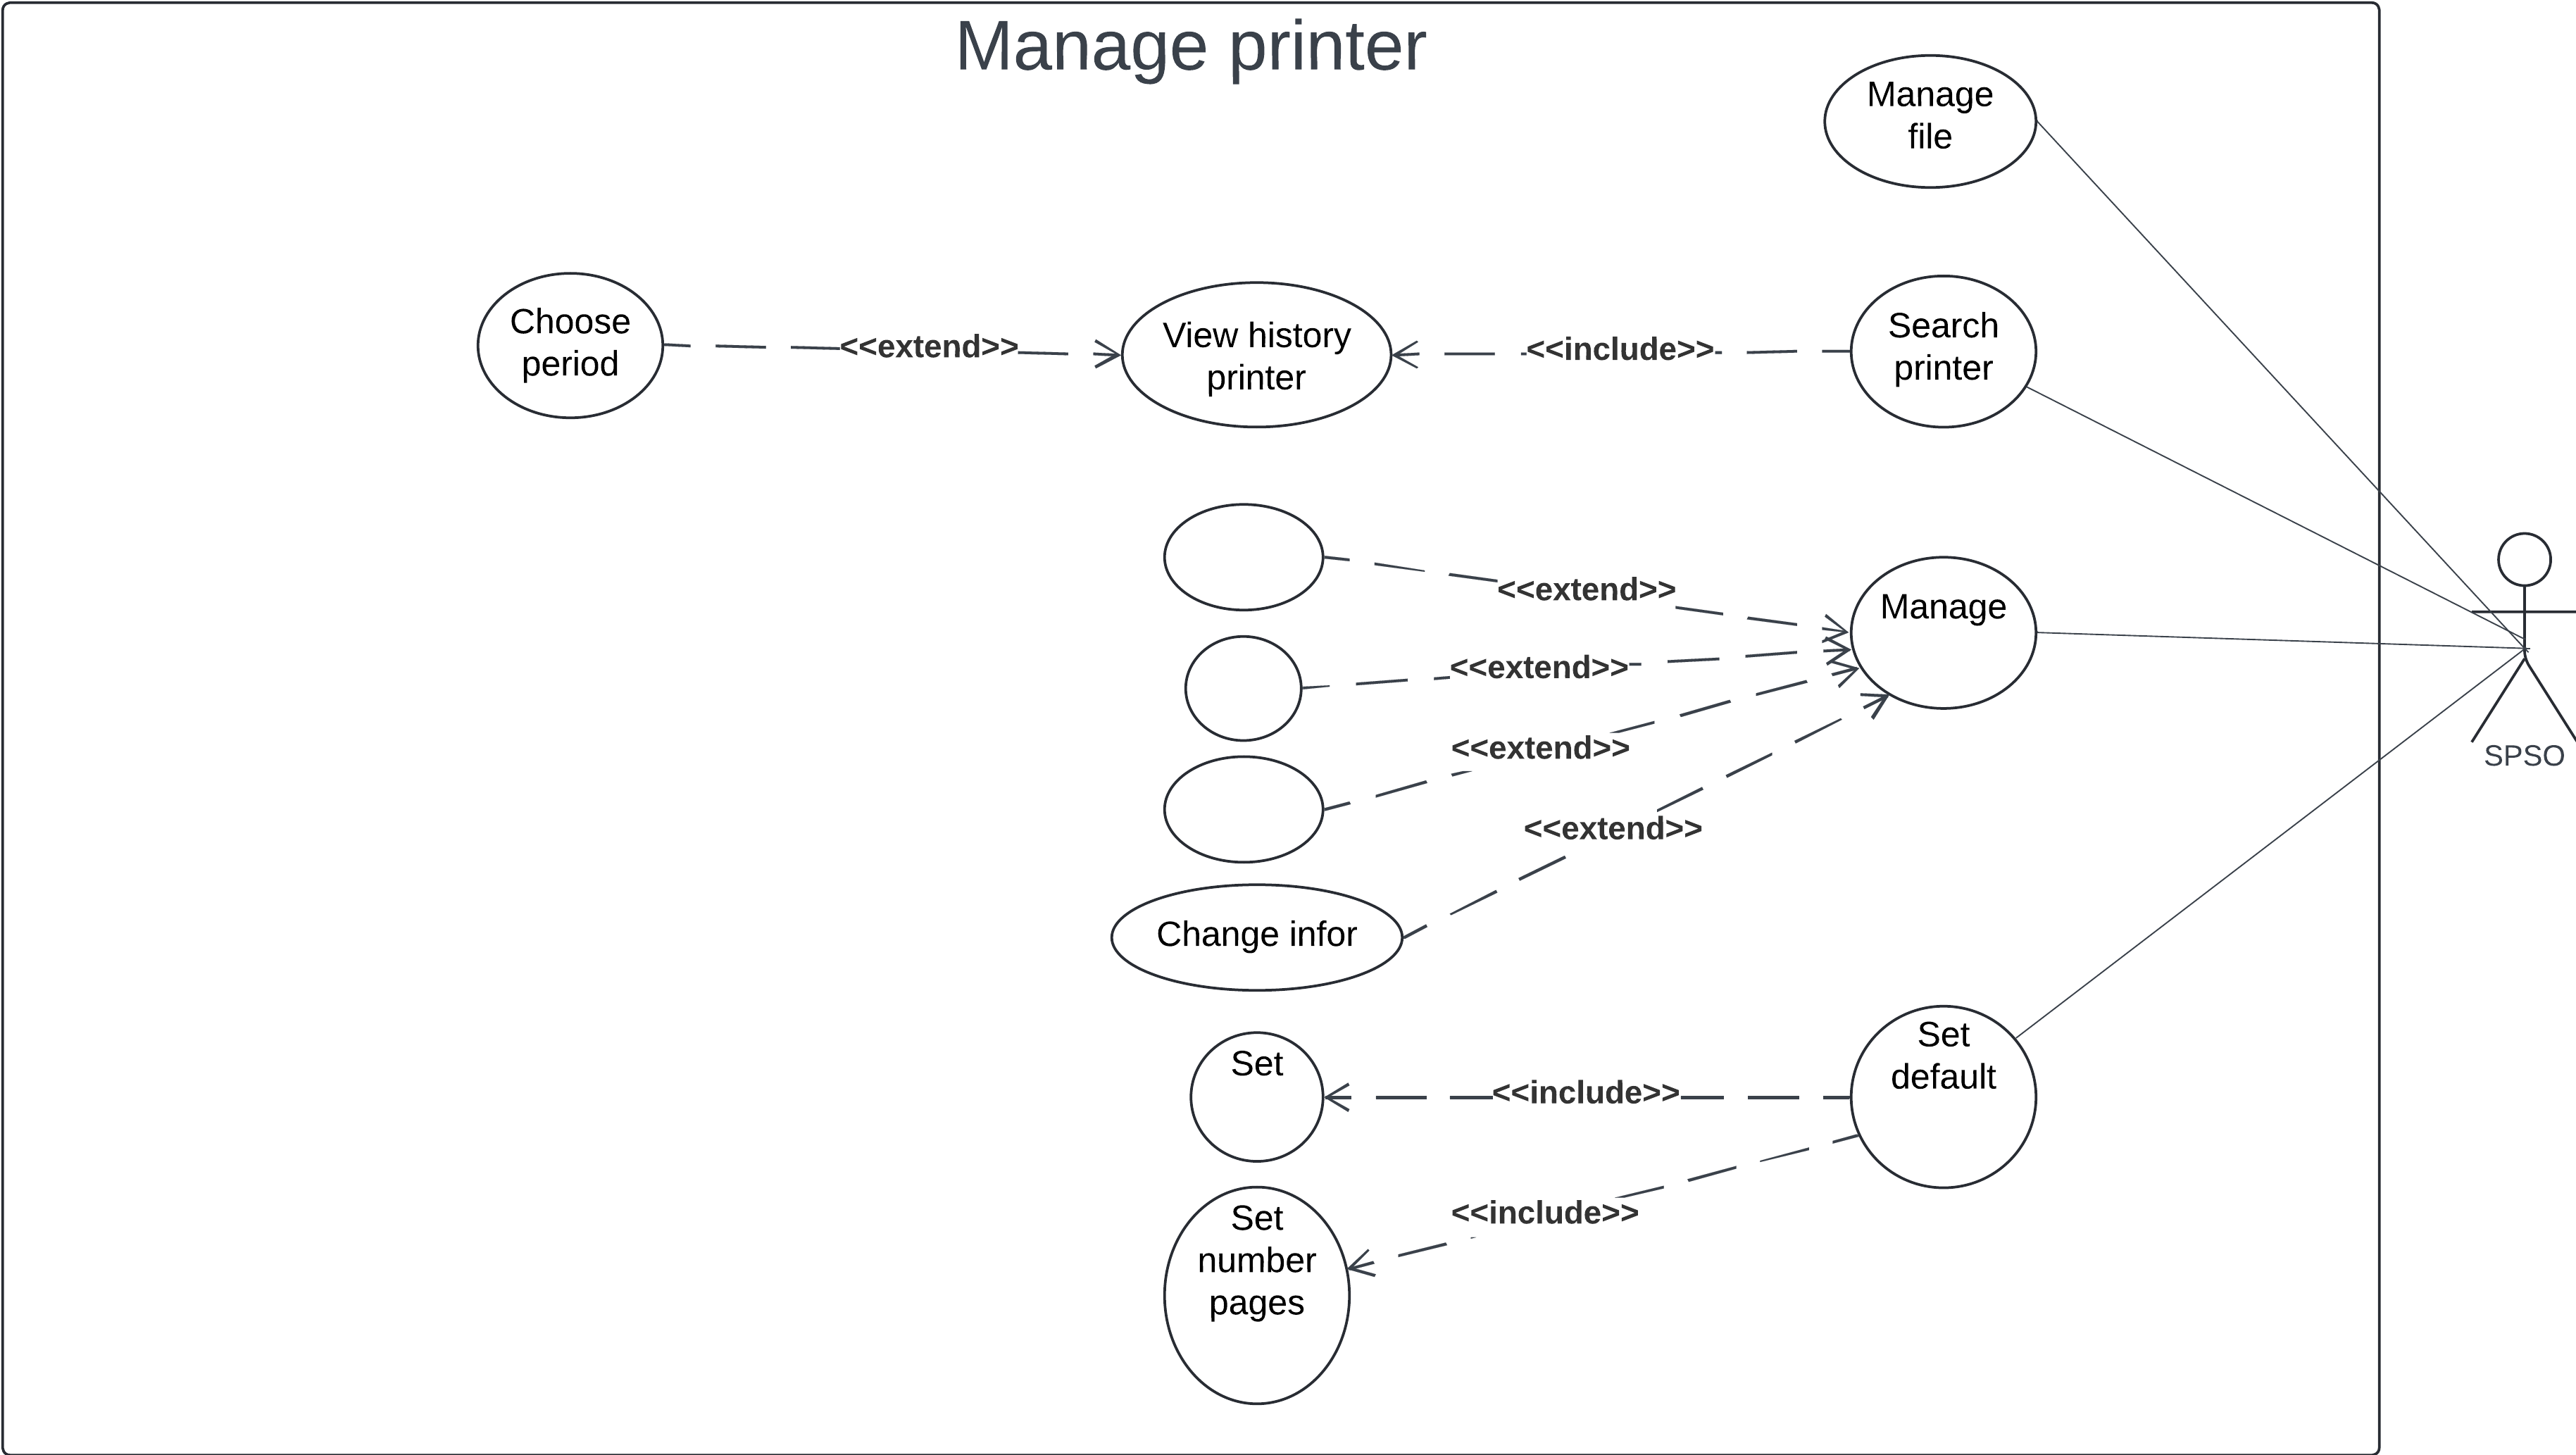 Manage printer
Manage
file
Choose
period
<<extend>>
View history
printer
<<include>>
Search
printer
<<extend>>
Manage
<<extend>>
<<extend>>
SPSO
<<extend>>
Change infor
Set
<<include>>
Set
default
Set
number
pages
<<include>>